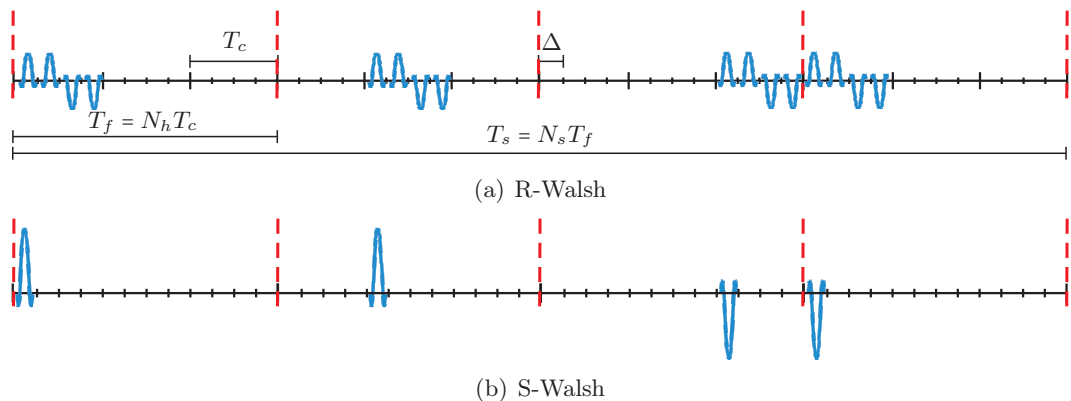 T_c
Δ
T_f = N_h T_c
T_s = N_s T_f
(a) R-Walsh
(b) S-Walsh